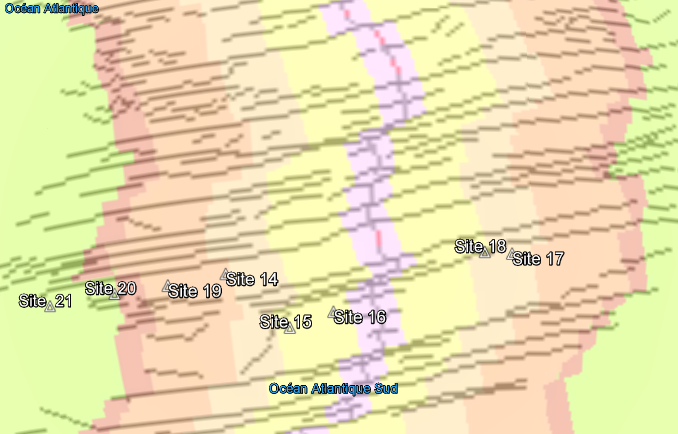 Océan Atlantique
Site 18
Site 17
Site 14
Site 20
Site 19
Site 21
Site 15
Site 16
Océan Atlantique Sud